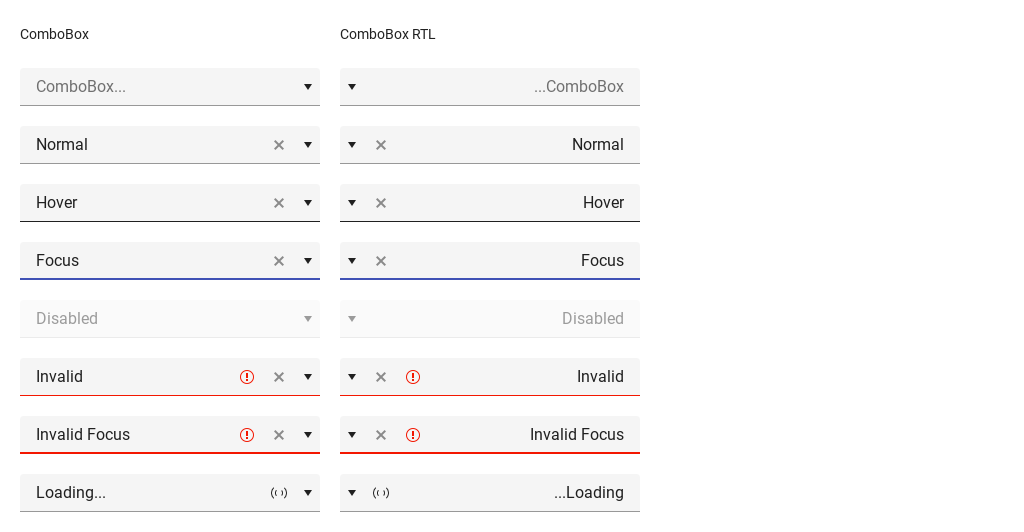 ComboBox
ComboBox RTL
ComboBox...
...ComboBox
Normal
Normal
Hover
Hover
Focus
Focus
Disabled
Disabled
Invalid
Invalid
Invalid Focus
Invalid Focus
Loading...
...Loading